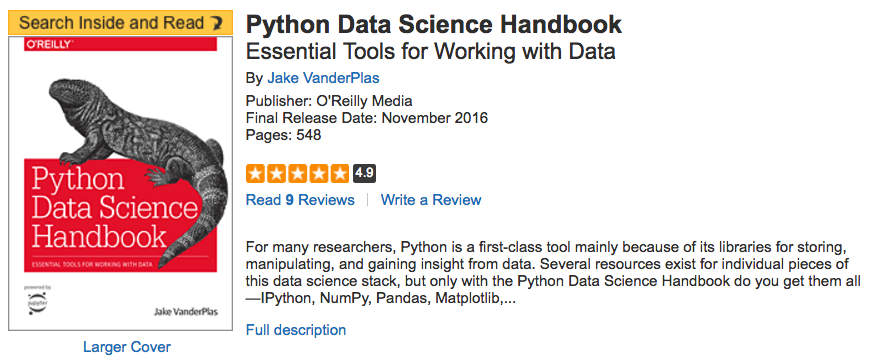 Search Inside and Read
O'REILLY®
Python
Data Science
Handbook
ESSENTIAL TOOLS FOR WORKING WITH DATA
powered by
jupyter
Jake VanderPlas
Larger Cover
Python Data Science Handbook
Essential Tools for Working with Data
By Jake VanderPlas
Publisher: O'Reilly Media
Final Release Date: November 2016
Pages: 548
4.9
Read 9 Reviews
Write a Review
For many researchers, Python is a first-class tool mainly because of its libraries for storing,
manipulating, and gaining insight from data. Several resources exist for individual pieces of
this data science stack, but only with the Python Data Science Handbook do you get them all
—IPython, NumPy, Pandas, Matplotlib,...
Full description